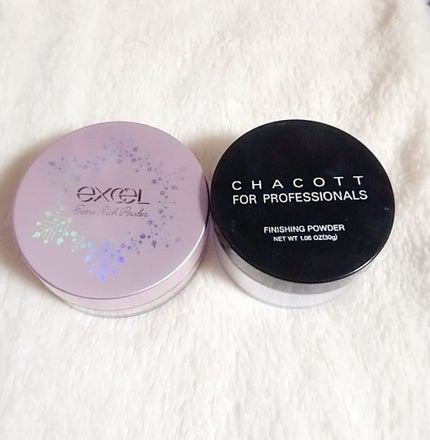 excel
Extra Rich Powder
CHACOTT
FOR PROFESSIONALS
FINISHING POWDER
NET WT 1.06 OZ(30g)